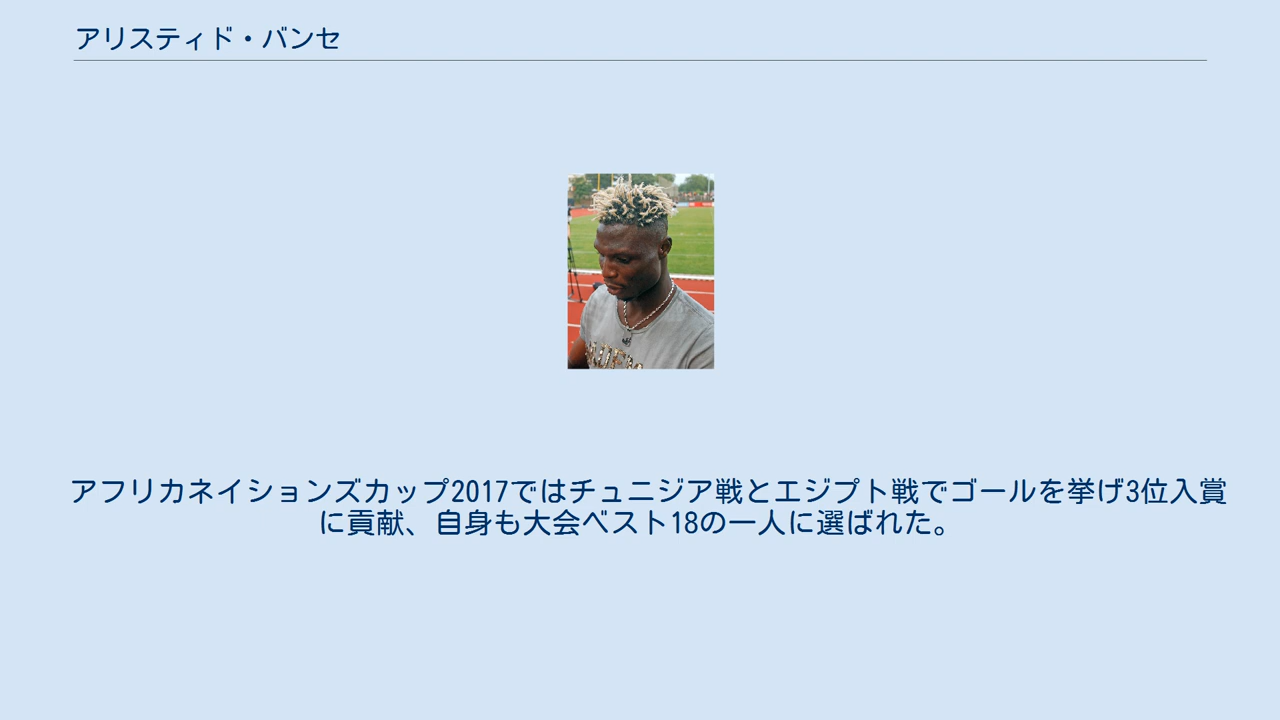 アリスティド・バンセ
アフリカネイションズカップ2017ではチュニジア戦とエジプト戦でゴールを挙げ3位入賞
に貢献、自身も大会ベスト18の一人に選ばれた。